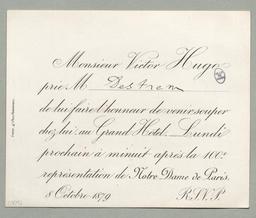 Monsieur Victor Hugo
prie M Destrem
de lui faire l'honneur de venir souper
chez lui: au Grand Hotel_ Lundi
prochain à minuit après la 100e
représentation de Notre Dame de Paris.
8 Octobre 1879 R.S.V.P.